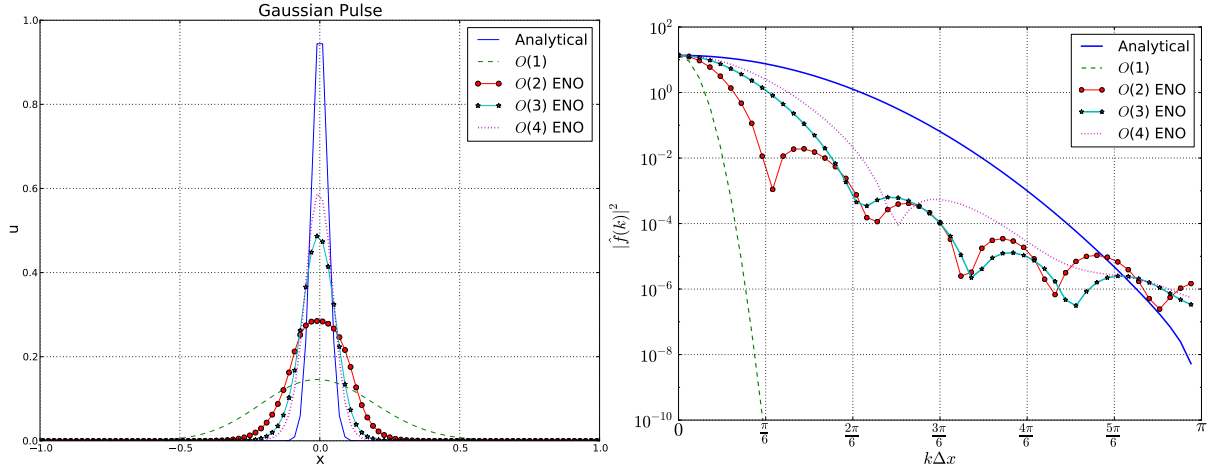 Gaussian Pulse
1.0
0.8
0.6
0.4
0.2
0.0
u
−1.0
−0.5
0.0
0.5
1.0
x
Analytical
O(1)
O(2) ENO
O(3) ENO
O(4) ENO
10^2
10^0
10^−2
10^−4
10^−6
10^−8
10^−10
|f̂(k)|^2
0
π/6
2π/6
3π/6
4π/6
5π/6
π
kΔx
Analytical
O(1)
O(2) ENO
O(3) ENO
O(4) ENO